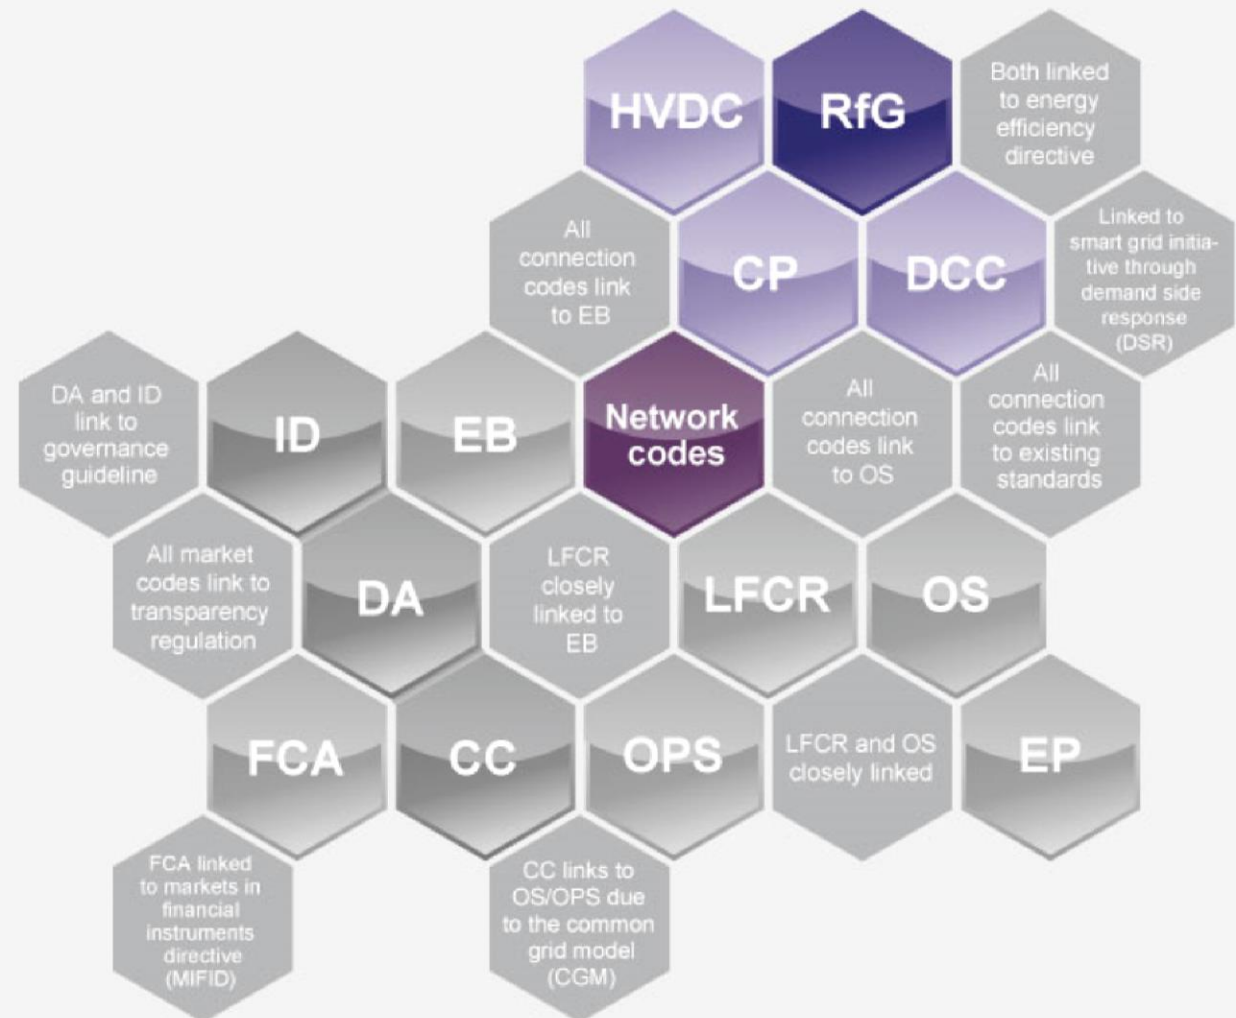 HVDC
RfG
Both linked
to energy
efficiency
directive
All
connection
codes link
to EB
CP
DCC
Linked to
smart grid initia-
tive through
demand side
response
(DSR)
DA and ID
link to
governance
guideline
ID
EB
Network
codes
All
connection
codes link
to OS
All
connection
codes link
to existing
standards
All market
codes link to
transparency
regulation
DA
LFCR
closely
linked to
EB
LFCR
OS
FCA
CC
OPS
LFCR and OS
closely linked
EP
FCA linked
to markets in
financial
instruments
directive
(MIFID)
CC links to
OS/OPS due
to the common
grid model
(CGM)